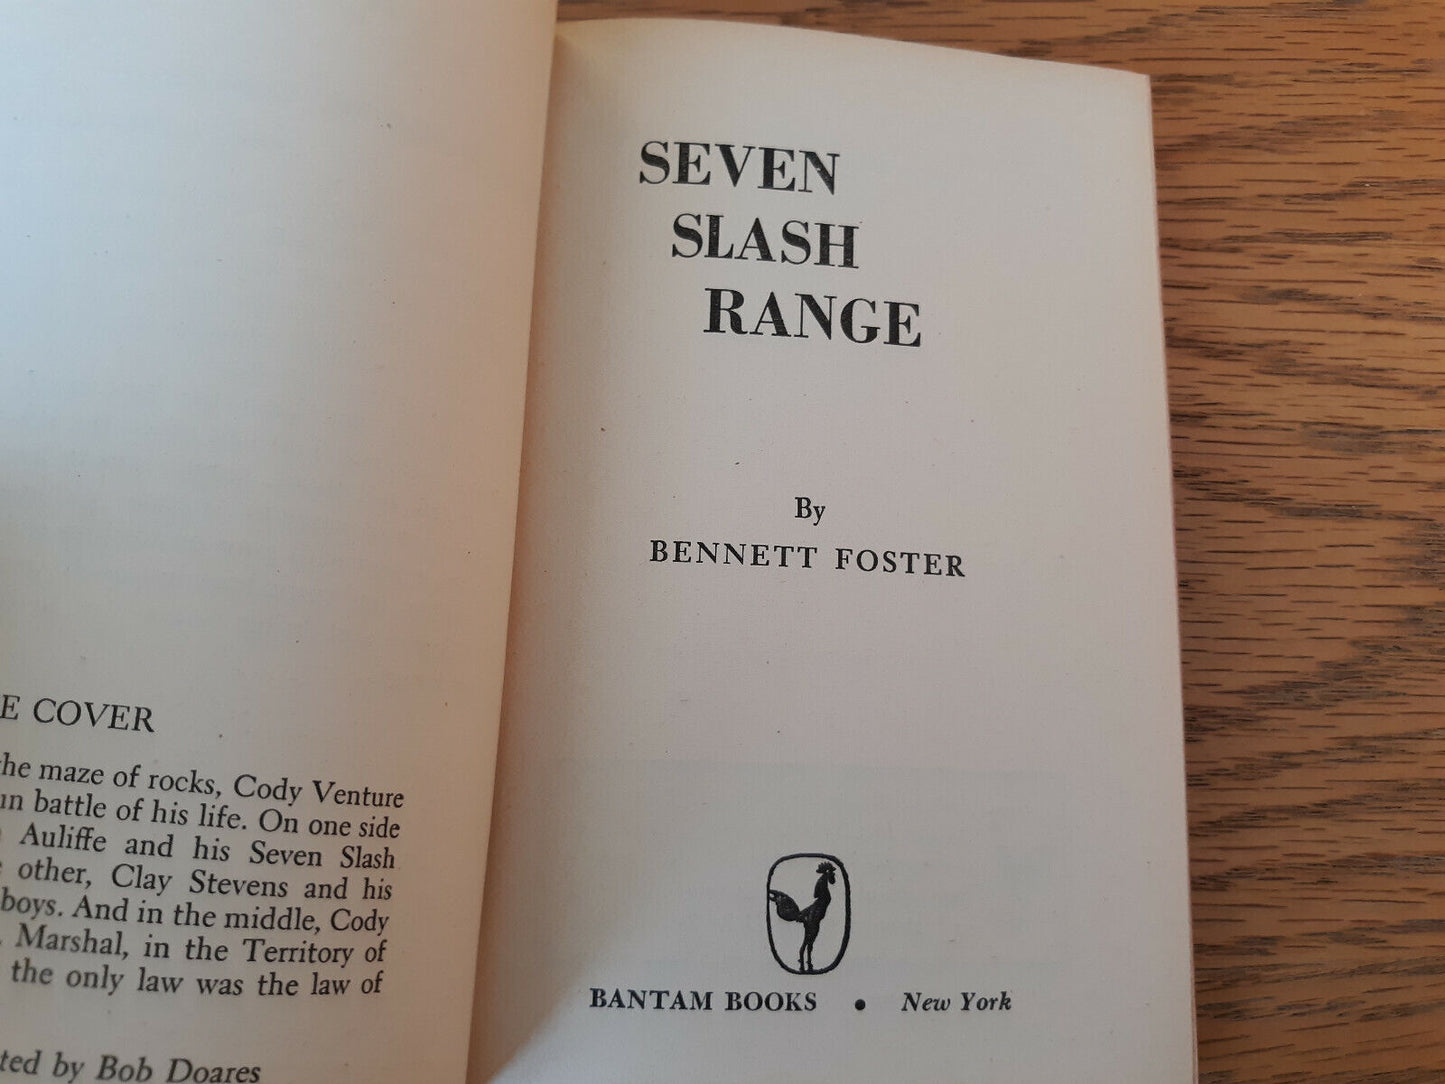 E COVER
he maze of rocks, Cody Venture
un battle of his life. On one side
Auliffe and his Seven Slash
other, Clay Stevens and his
boys. And in the middle, Cody
. Marshal, in the Territory of
the only law was the law of
ted by Bob Doares
SEVEN
SLASH
RANGE
By
BENNETT FOSTER
BANTAM BOOKS • New York